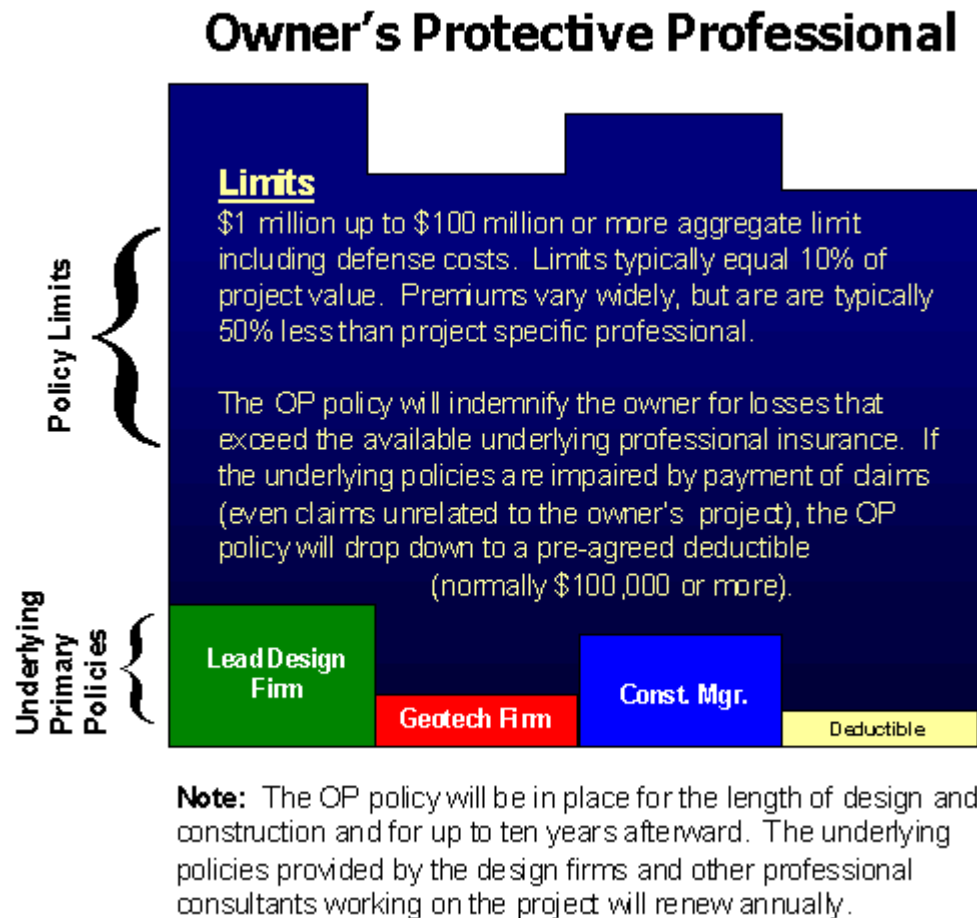 Owner's Protective Professional
Limits
$1 million up to $100 million or more aggregate limit
including defense costs.  Limits typically equal 10% of
project value.  Premiums vary widely, but are are typically
50% less than project specific professional.
The OP policy will indemnify the owner for losses that
exceed the available underlying professional insurance.  If
the underlying policies are impaired by payment of claims
(even claims unrelated to the owner's  project), the OP
policy will drop down to a pre-agreed deductible
(normally $100,000 or more).
Policy Limits
Underlying
Primary
Policies
Lead Design
Firm
Geotech Firm
Const. Mgr.
Deductible
Note:  The OP policy will be in place for the length of design and
construction and for up to ten years afterward.  The underlying
policies provided by the design firms and other professional
consultants working on the project will renew annually.